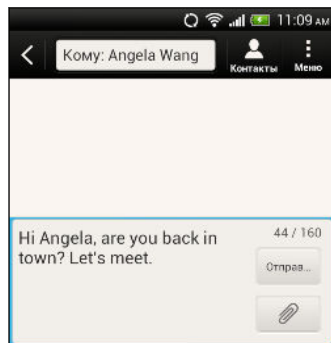 11:09 AM
Кому: Angela Wang
Контакты
Меню
Hi Angela, are you back in
town? Let's meet.
44 / 160
Отправ...